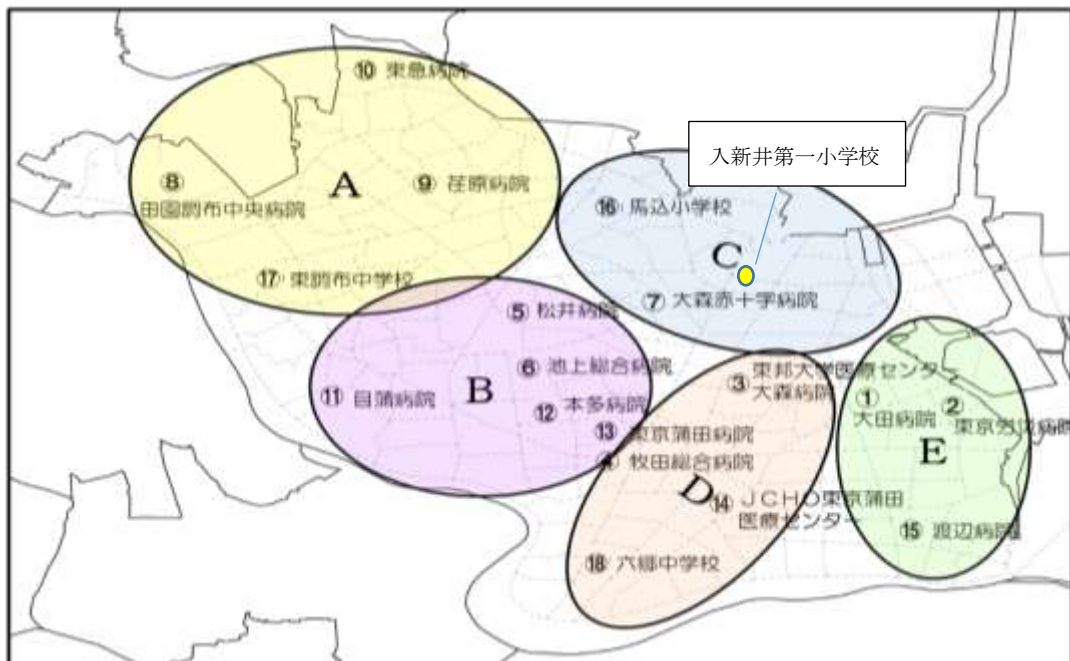 ⑩ 東急病院
入新井第一小学校
⑧
田園調布中央病院
A
⑨ 荏原病院
⑯ 馬込小学校
C
⑰ 東調布中学校
⑦ 大森赤十字病院
⑤ 松井病院
⑥ 池上総合病院
B
⑪ 目蒲病院
⑫ 本多病院
③ 東邦大学医療センター
大森病院
①
大田病院
②
東京労災病院
⑬ 東京蒲田病院
④ 牧田総合病院
E
D
⑭ JCHO東京蒲田
医療センター
⑮ 渡辺病院
⑱ 六郷中学校